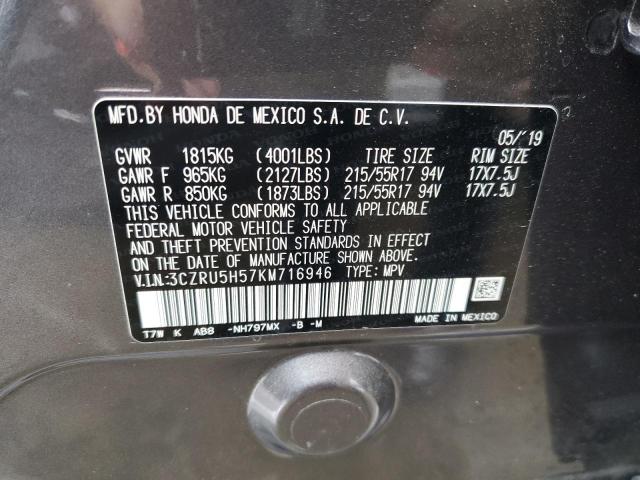 MFD.BY HONDA DE MEXICO S.A. DE C.V.
05/'19
GVWR 1815KG (4001LBS) TIRE SIZE RIM SIZE
GAWR F 965KG (2127LBS) 215/55R17 94V 17X7.5J
GAWR R 850KG (1873LBS) 215/55R17 94V 17X7.5J
THIS VEHICLE CONFORMS TO ALL APPLICABLE
FEDERAL MOTOR VEHICLE SAFETY
AND THEFT PREVENTION STANDARDS IN EFFECT
ON THE DATE OF MANUFACTURE SHOWN ABOVE.
V.I.N:3CZRU5H57KM716946 TYPE: MPV
T7W K AB8 -NH797MX -B -M MADE IN MEXICO